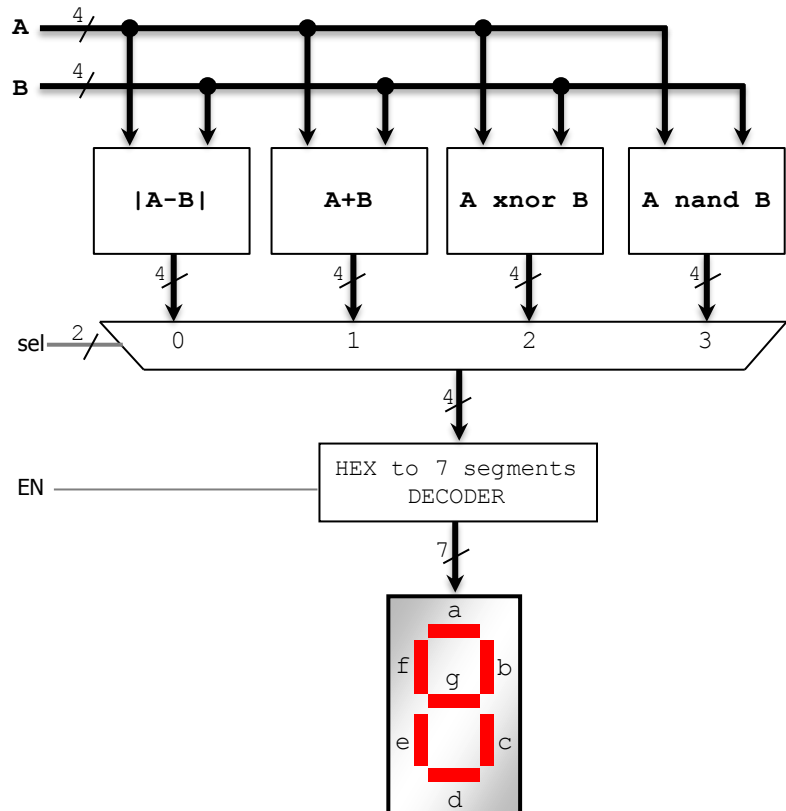 A 4
B 4
|A-B| A+B A xnor B A nand B
4 4 4 4
sel 2 0 1 2 3
4
HEX to 7 segments
EN
DECODER
7
a
f b
g
e c
d